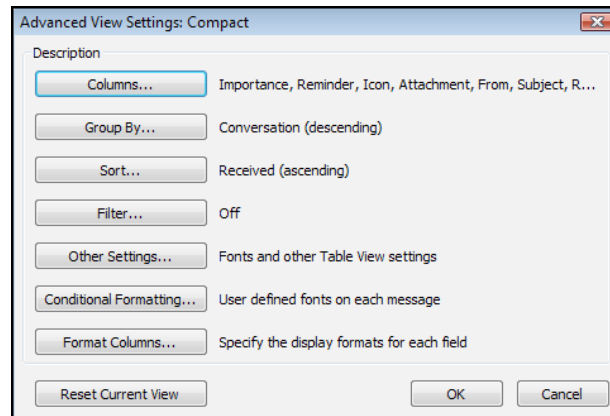 Advanced View Settings: Compact
Description
Columns... Importance, Reminder, Icon, Attachment, From, Subject, R...
Group By... Conversation (descending)
Sort... Received (ascending)
Filter... Off
Other Settings... Fonts and other Table View settings
Conditional Formatting... User defined fonts on each message
Format Columns... Specify the display formats for each field
Reset Current View OK Cancel